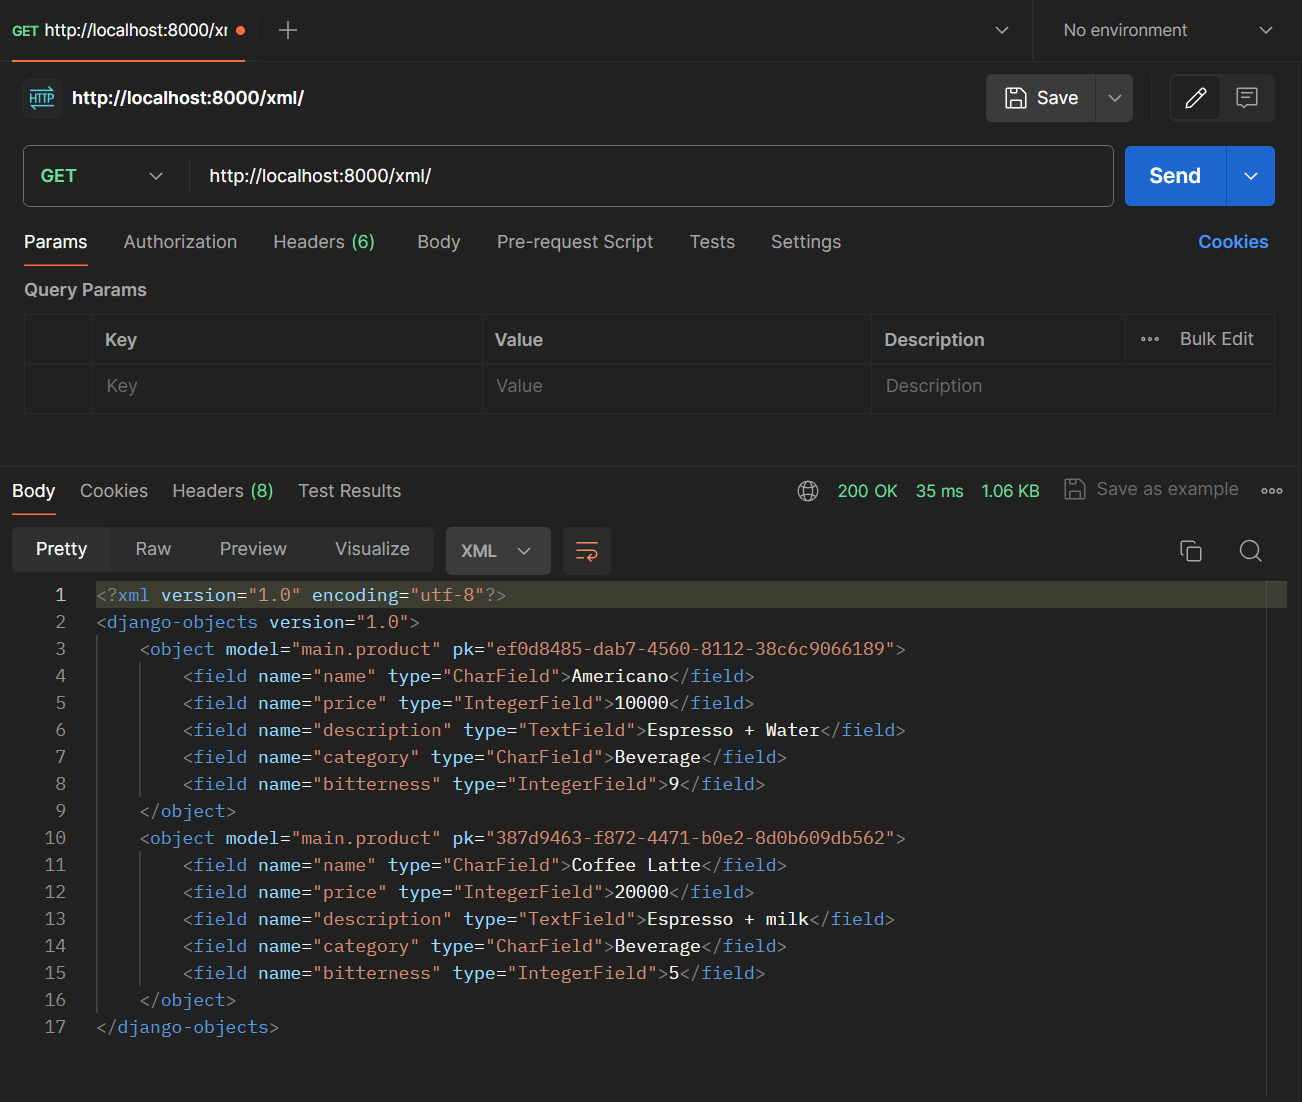 GET http://localhost:8000/xr
No environment
HTTP http://localhost:8000/xml/
Save
GET http://localhost:8000/xml/
Send
Params Authorization Headers (6) Body Pre-request Script Tests Settings Cookies
Query Params
Key Value Description Bulk Edit
Key Value Description
Body Cookies Headers (8) Test Results 200 OK 35 ms 1.06 KB Save as example
Pretty Raw Preview Visualize XML
1 <?xml version="1.0" encoding="utf-8"?>
2 <django-objects version="1.0">
3 <object model="main.product" pk="ef0d8485-dab7-4560-8112-38c6c9066189">
4 <field name="name" type="CharField">Americano</field>
5 <field name="price" type="IntegerField">10000</field>
6 <field name="description" type="TextField">Espresso + Water</field>
7 <field name="category" type="CharField">Beverage</field>
8 <field name="bitterness" type="IntegerField">9</field>
9 </object>
10 <object model="main.product" pk="387d9463-f872-4471-b0e2-8d0b609db562">
11 <field name="name" type="CharField">Coffee Latte</field>
12 <field name="price" type="IntegerField">20000</field>
13 <field name="description" type="TextField">Espresso + milk</field>
14 <field name="category" type="CharField">Beverage</field>
15 <field name="bitterness" type="IntegerField">5</field>
16 </object>
17 </django-objects>